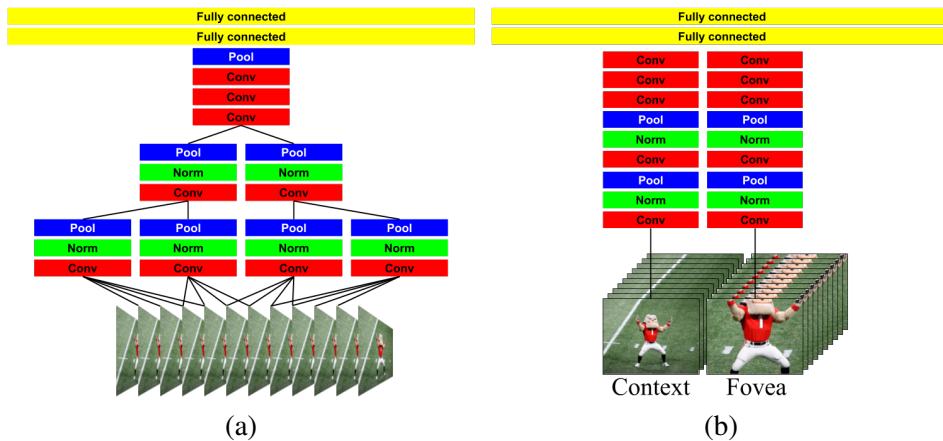 Fully connected
Fully connected
Pool
Conv
Conv
Conv
Pool Pool
Norm Norm
Conv Conv
Pool Pool Pool Pool
Norm Norm Norm Norm
Conv Conv Conv Conv
(a)
Fully connected
Fully connected
Conv Conv
Conv Conv
Conv Conv
Pool Pool
Norm Norm
Conv Conv
Pool Pool
Norm Norm
Conv Conv
Context Fovea
(b)